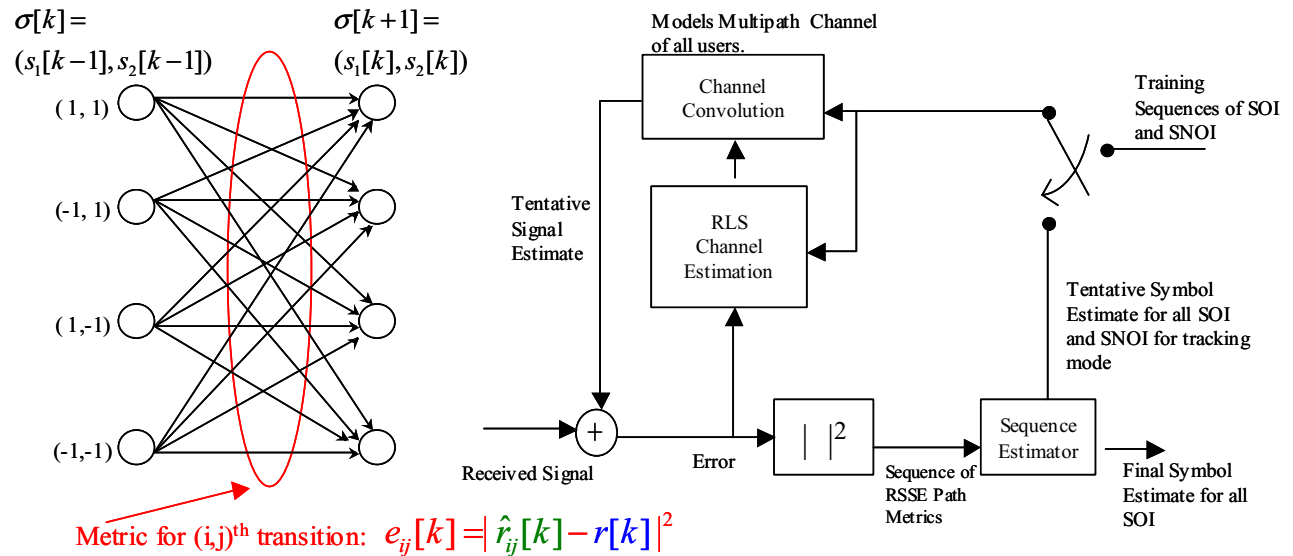 σ[k] =
(s₁[k−1], s₂[k−1])
σ[k+1] =
(s₁[k], s₂[k])
(1, 1)
(-1, 1)
(1,-1)
(-1,-1)
Metric for (i,j)th transition: eᵢⱼ[k] = | r̂ᵢⱼ[k] − r[k] |²
Models Multipath Channel
of all users.
Channel
Convolution
Training
Sequences of SOI
and SNOI
Tentative
Signal
Estimate
RLS
Channel
Estimation
Tentative Symbol
Estimate for all SOI
and SNOI for tracking
mode
+
| |²
Sequence
Estimator
Received Signal
Error
Sequence of
RSSE Path
Metrics
Final Symbol
Estimate for all
SOI